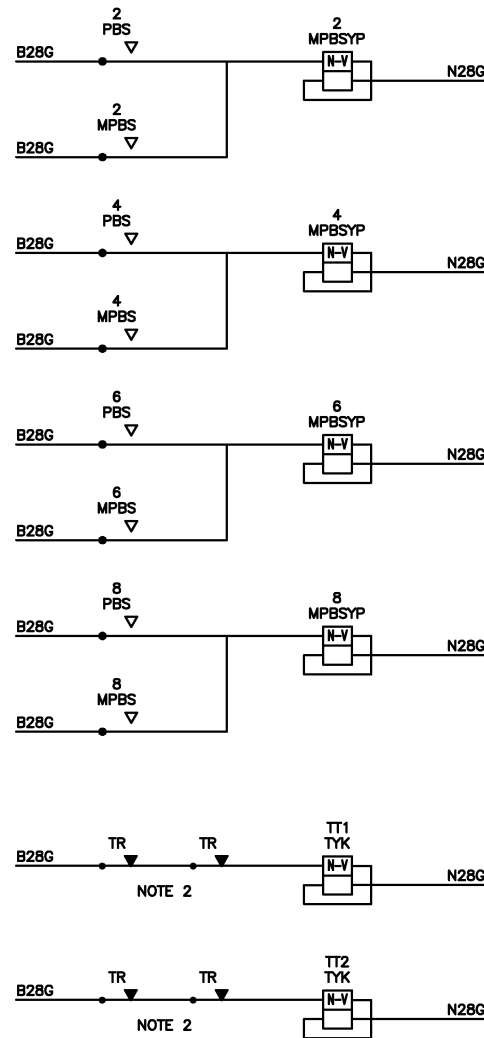 2
PBS
2
MPBSYP
B28G
N-V
N28G
2
MPBS
B28G
4
PBS
4
MPBSYP
B28G
N-V
N28G
4
MPBS
B28G
6
PBS
6
MPBSYP
B28G
N-V
N28G
6
MPBS
B28G
8
PBS
8
MPBSYP
B28G
N-V
N28G
8
MPBS
B28G
TT1
TYK
B28G
TR
TR
N-V
N28G
NOTE 2
TT2
TYK
B28G
TR
TR
N-V
N28G
NOTE 2